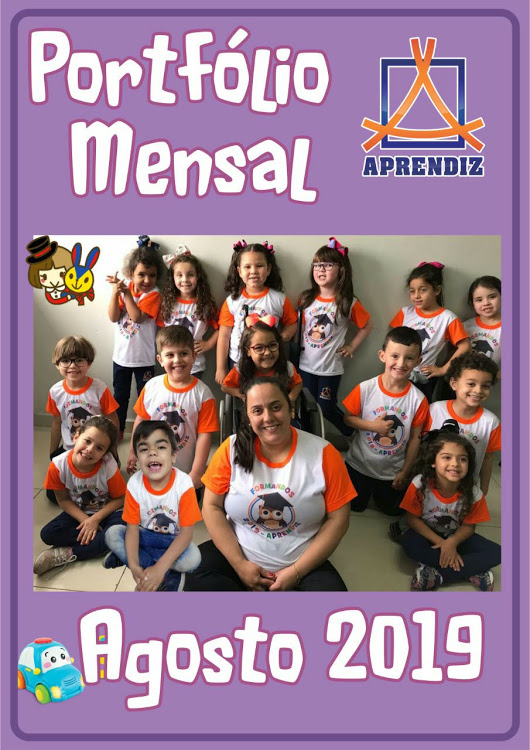 Portfólio
Mensal
APRENDIZ
FORMANDOS
Agosto 2019